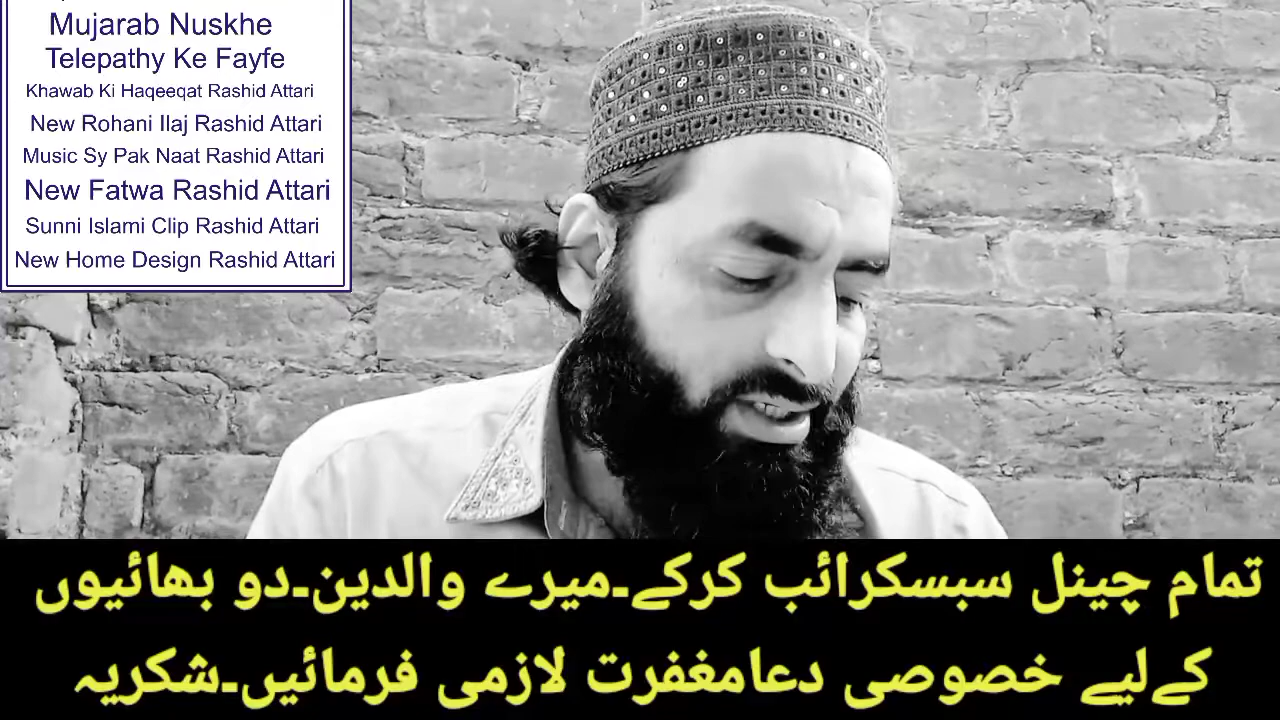 Mujarab Nuskhe
Telepathy Ke Fayfe
Khawab Ki Haqeeqat Rashid Attari
New Rohani Ilaj Rashid Attari
Music Sy Pak Naat Rashid Attari
New Fatwa Rashid Attari
Sunni Islami Clip Rashid Attari
New Home Design Rashid Attari
تمام چینل سبسکرائب کرکے۔میرے والدین۔دو بھائیوں
کےلیے خصوصی دعامغفرت لازمی فرمائیں۔شکریہ